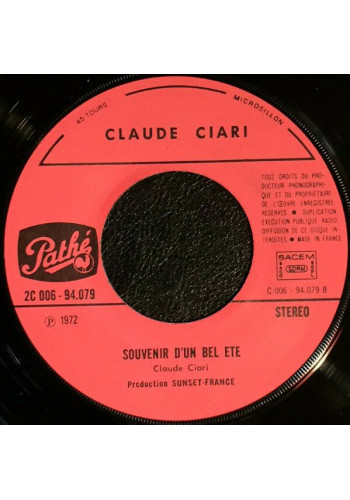 45 TOURS
MICROSILLON
CLAUDE CIARI
TOUS DROITS DU PRO-
DUCTEUR PHONOGRAPHI-
QUE ET DU PROPRIETAIRE
DE L'ŒUVRE ENREGISTREE
RESERVES • DUPLICATION
EXECUTION PUBLIQUE RADIO
DIFFUSION DE CE DISQUE IN-
TERDITES • MADE IN FRANCE
Pathé
SACEM
2C 006 - 94.079
C 006 - 94.079 B
Ⓟ 1972
STEREO
SOUVENIR D'UN BEL ETE
Claude Ciari
Production SUNSET-FRANCE